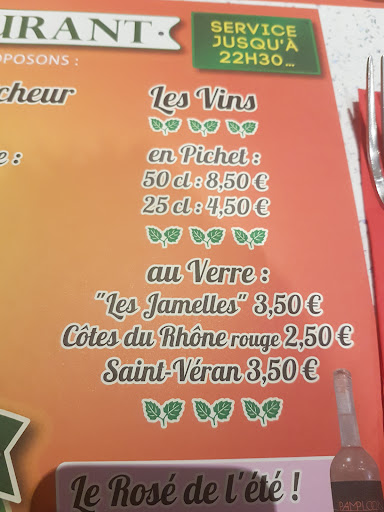 URANT
SERVICE
JUSQU'À
22H30...
OPOSONS :
cheur
Les Vins
e :
en Pichet :
50 cl : 8,50 €
25 cl : 4,50 €
au Verre :
"Les Jamelles" 3,50 €
Côtes du Rhône rouge 2,50 €
Saint-Véran 3,50 €
Le Rosé de l'été !